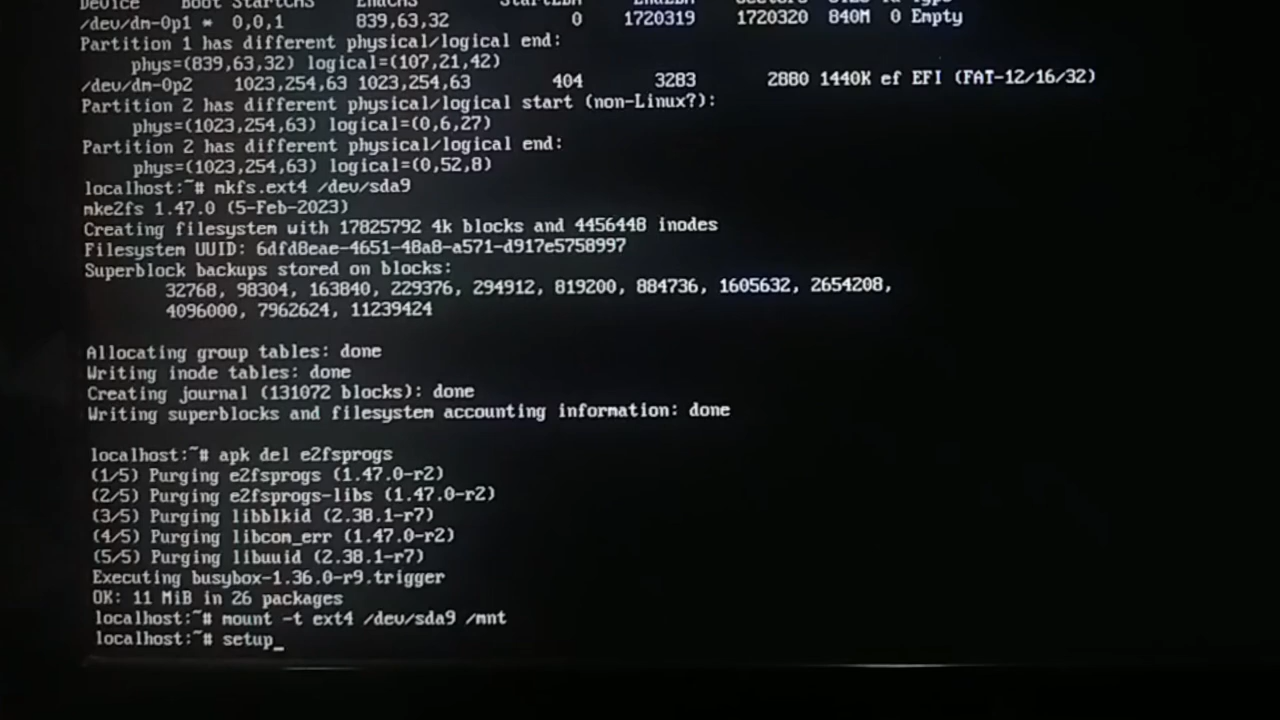 Device Boot StartCHS EndCHS StartLBA EndLBA Sectors Size Id Type
/dev/dm-0p1 * 0,0,1 839,63,32 0 1720319 1720320 840M 0 Empty
Partition 1 has different physical/logical end:
phys=(839,63,32) logical=(107,21,42)
/dev/dm-0p2 1023,254,63 1023,254,63 404 3283 2880 1440K ef EFI (FAT-12/16/32)
Partition 2 has different physical/logical start (non-Linux?):
phys=(1023,254,63) logical=(0,6,27)
Partition 2 has different physical/logical end:
phys=(1023,254,63) logical=(0,52,8)
localhost:~# mkfs.ext4 /dev/sda9
mke2fs 1.47.0 (5-Feb-2023)
Creating filesystem with 17825792 4k blocks and 4456448 inodes
Filesystem UUID: 6dfd8eae-4651-48a8-a571-d917e5758997
Superblock backups stored on blocks:
32768, 98304, 163840, 229376, 294912, 819200, 884736, 1605632, 2654208,
4096000, 7962624, 11239424
Allocating group tables: done
Writing inode tables: done
Creating journal (131072 blocks): done
Writing superblocks and filesystem accounting information: done
localhost:~# apk del e2fsprogs
(1/5) Purging e2fsprogs (1.47.0-r2)
(2/5) Purging e2fsprogs-libs (1.47.0-r2)
(3/5) Purging libblkid (2.38.1-r7)
(4/5) Purging libcom_err (1.47.0-r2)
(5/5) Purging libuuid (2.38.1-r7)
Executing busybox-1.36.0-r9.trigger
OK: 11 MiB in 26 packages
localhost:~# mount -t ext4 /dev/sda9 /mnt
localhost:~# setup_